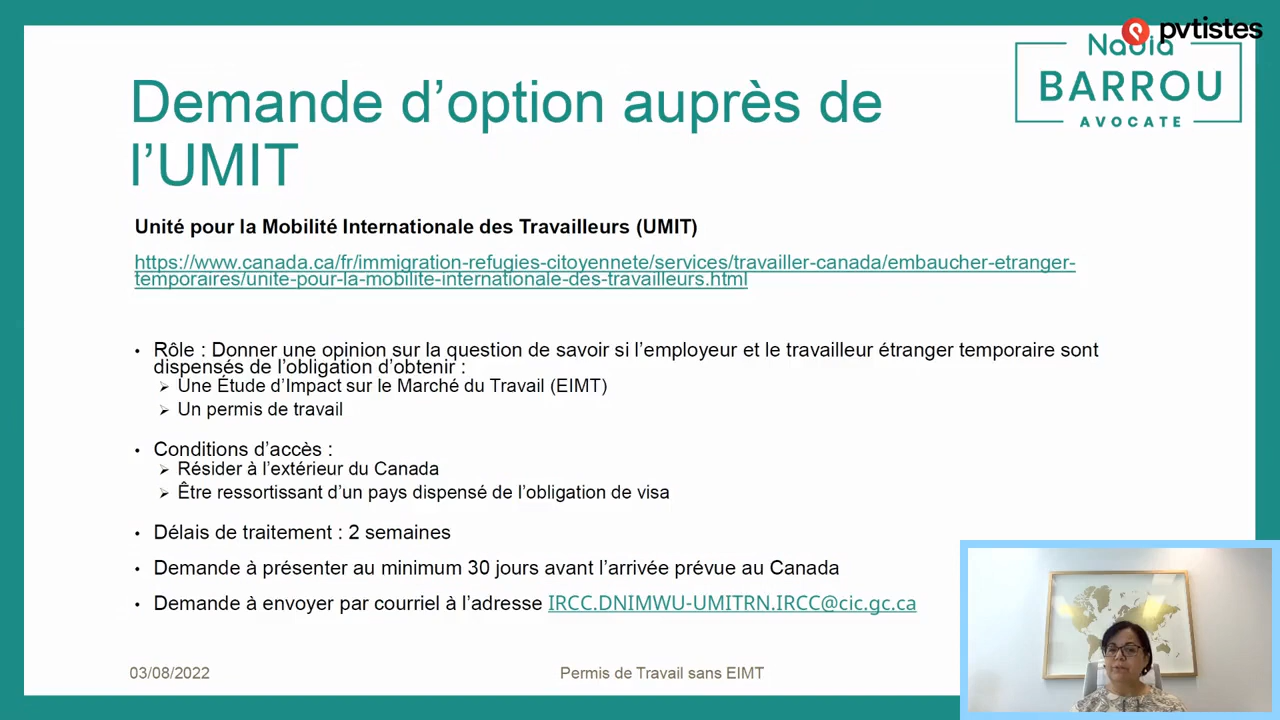 pvtistes
Nadia
BARROU
AVOCATE
Demande d’option auprès de
l’UMIT
Unité pour la Mobilité Internationale des Travailleurs (UMIT)
https://www.canada.ca/fr/immigration-refugies-citoyennete/services/travailler-canada/embaucher-etranger-
temporaires/unite-pour-la-mobilite-internationale-des-travailleurs.html
• Rôle : Donner une opinion sur la question de savoir si l’employeur et le travailleur étranger temporaire sont
dispensés de l’obligation d’obtenir :
➢ Une Étude d’Impact sur le Marché du Travail (EIMT)
➢ Un permis de travail
• Conditions d’accès :
➢ Résider à l’extérieur du Canada
➢ Être ressortissant d’un pays dispensé de l’obligation de visa
• Délais de traitement : 2 semaines
• Demande à présenter au minimum 30 jours avant l’arrivée prévue au Canada
• Demande à envoyer par courriel à l’adresse IRCC.DNIMWU-UMITRN.IRCC@cic.gc.ca
03/08/2022
Permis de Travail sans EIMT